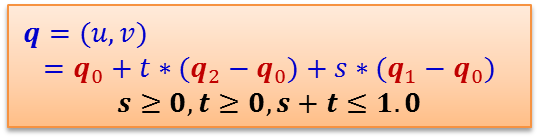 q = (u, v)
= q₀ + t * (q₂ − q₀) + s * (q₁ − q₀)
s ≥ 0, t ≥ 0, s + t ≤ 1.0